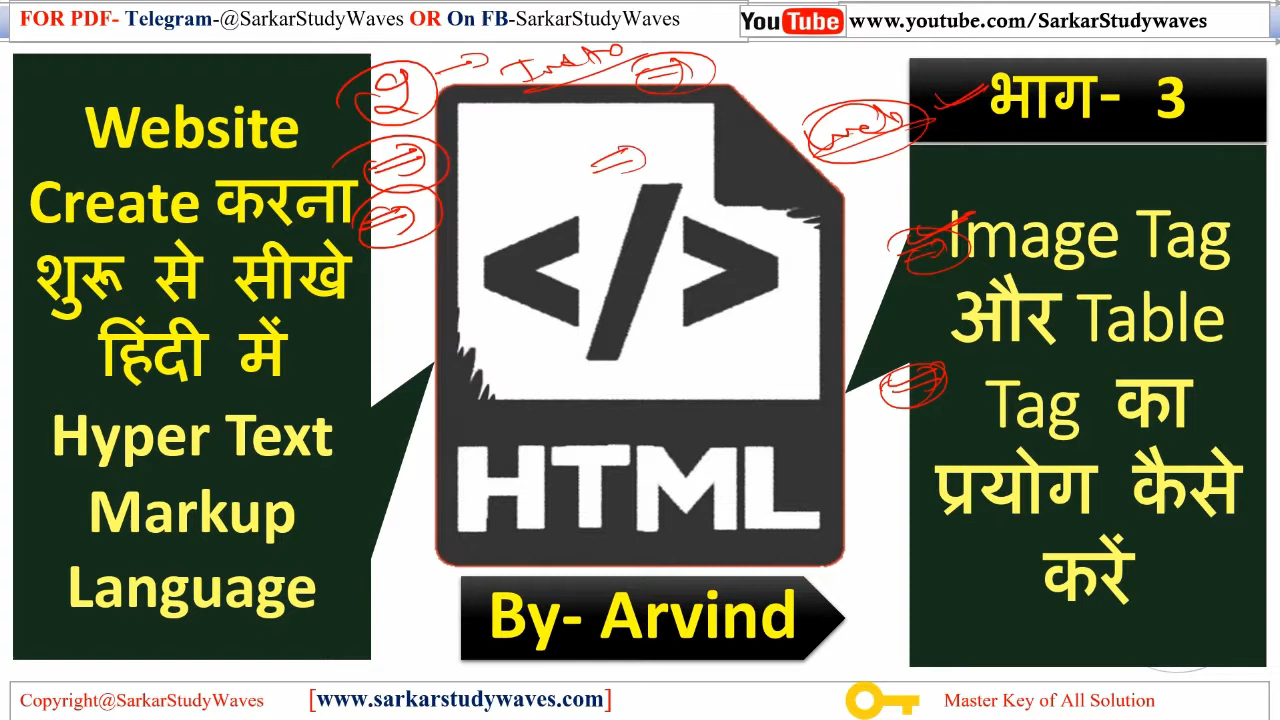 FOR PDF- Telegram-@SarkarStudyWaves OR On FB-SarkarStudyWaves
YouTube www.youtube.com/SarkarStudywaves
Website
Create करना
शुरू से सीखे
हिंदी में
Hyper Text
Markup
Language
</>
HTML
By- Arvind
भाग- 3
Image Tag
और Table
Tag का
प्रयोग कैसे
करें
Copyright@SarkarStudyWaves
[www.sarkarstudywaves.com]
Master Key of All Solution